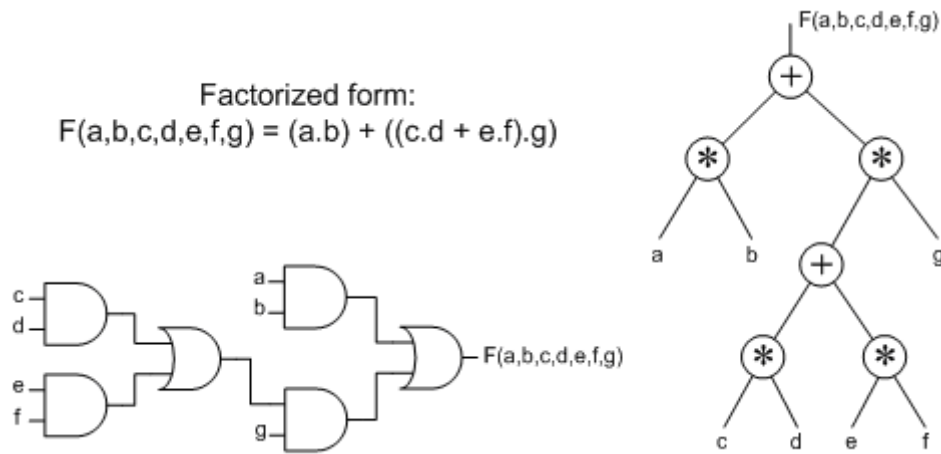 F(a,b,c,d,e,f,g)
+
Factorized form:
F(a,b,c,d,e,f,g) = (a.b) + ((c.d + e.f).g)
* *
a b g
+
c
d
a
b
e
f
g
F(a,b,c,d,e,f,g)
* *
c d e f